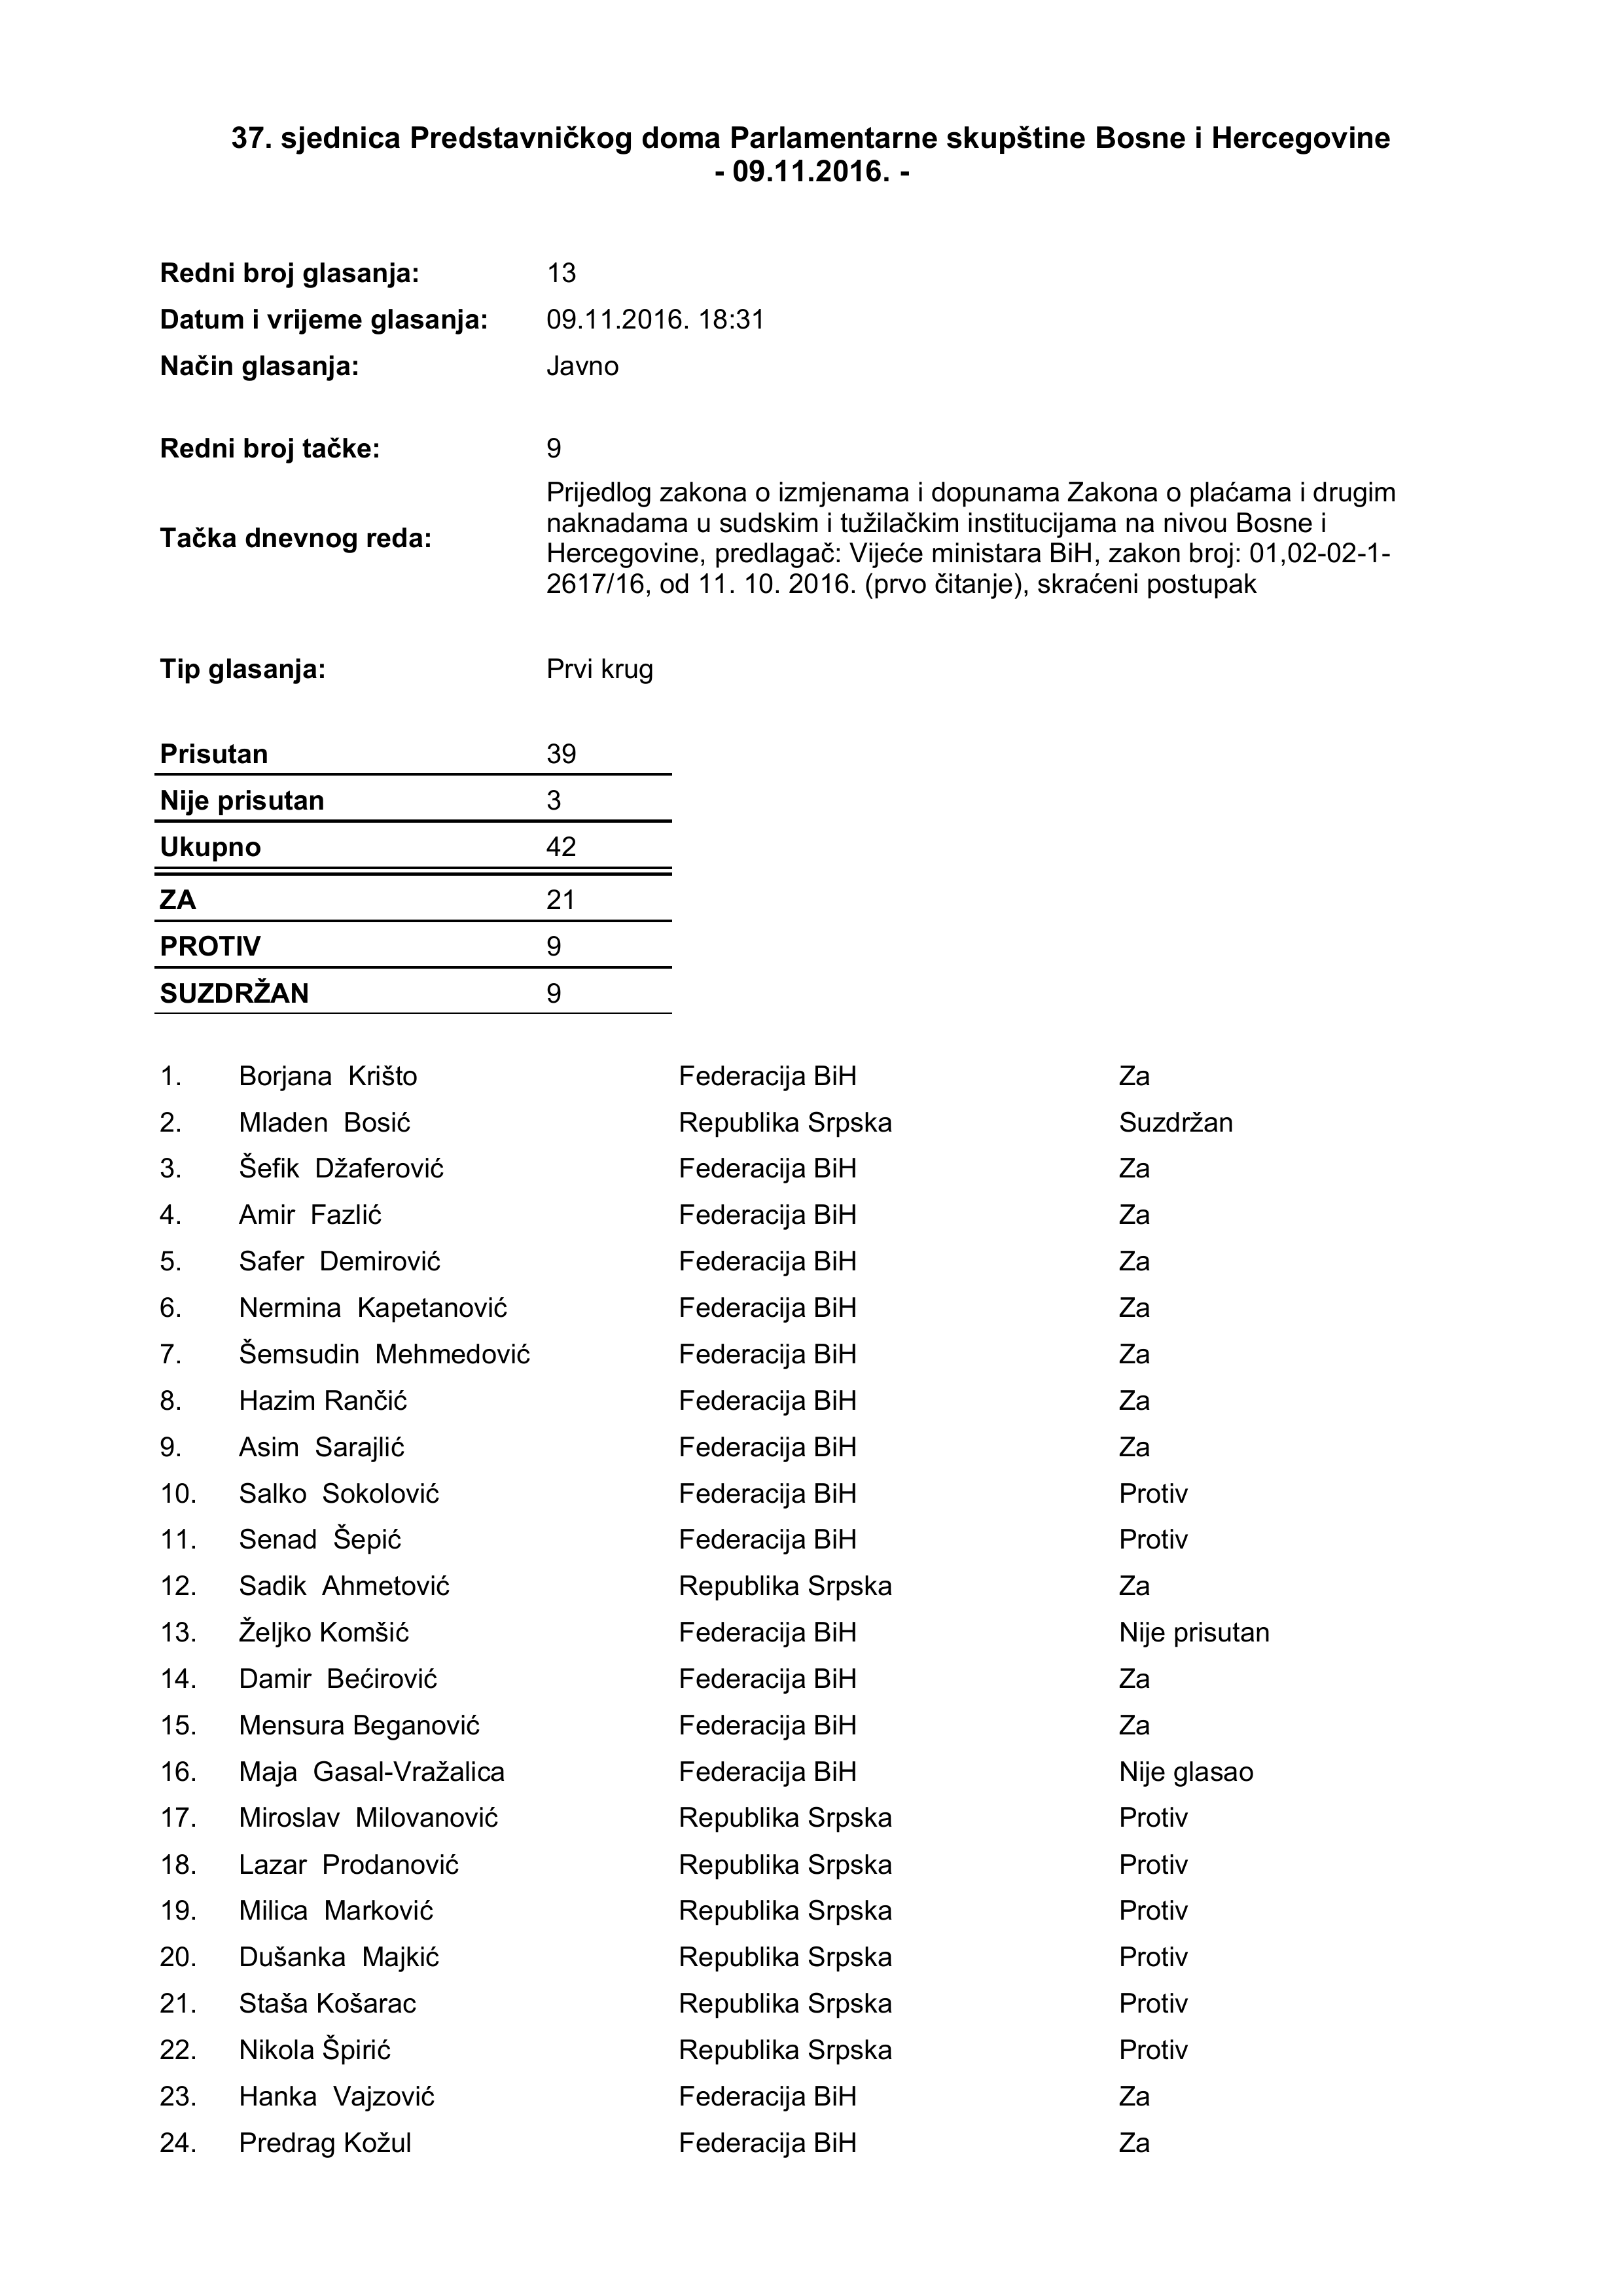 37. sjednica Predstavničkog doma Parlamentarne skupštine Bosne i Hercegovine
- 09.11.2016. -
Redni broj glasanja: 13
Datum i vrijeme glasanja: 09.11.2016. 18:31
Način glasanja: Javno
Redni broj tačke: 9
Tačka dnevnog reda: Prijedlog zakona o izmjenama i dopunama Zakona o plaćama i drugim
naknadama u sudskim i tužilačkim institucijama na nivou Bosne i
Hercegovine, predlagač: Vijeće ministara BiH, zakon broj: 01,02-02-1-
2617/16, od 11. 10. 2016. (prvo čitanje), skraćeni postupak
Tip glasanja: Prvi krug
Prisutan 39
Nije prisutan 3
Ukupno 42
ZA 21
PROTIV 9
SUZDRŽAN 9
1. Borjana Krišto Federacija BiH Za
2. Mladen Bosić Republika Srpska Suzdržan
3. Šefik Džaferović Federacija BiH Za
4. Amir Fazlić Federacija BiH Za
5. Safer Demirović Federacija BiH Za
6. Nermina Kapetanović Federacija BiH Za
7. Šemsudin Mehmedović Federacija BiH Za
8. Hazim Rančić Federacija BiH Za
9. Asim Sarajlić Federacija BiH Za
10. Salko Sokolović Federacija BiH Protiv
11. Senad Šepić Federacija BiH Protiv
12. Sadik Ahmetović Republika Srpska Za
13. Željko Komšić Federacija BiH Nije prisutan
14. Damir Bećirović Federacija BiH Za
15. Mensura Beganović Federacija BiH Za
16. Maja Gasal-Vražalica Federacija BiH Nije glasao
17. Miroslav Milovanović Republika Srpska Protiv
18. Lazar Prodanović Republika Srpska Protiv
19. Milica Marković Republika Srpska Protiv
20. Dušanka Majkić Republika Srpska Protiv
21. Staša Košarac Republika Srpska Protiv
22. Nikola Špirić Republika Srpska Protiv
23. Hanka Vajzović Federacija BiH Za
24. Predrag Kožul Federacija BiH Za